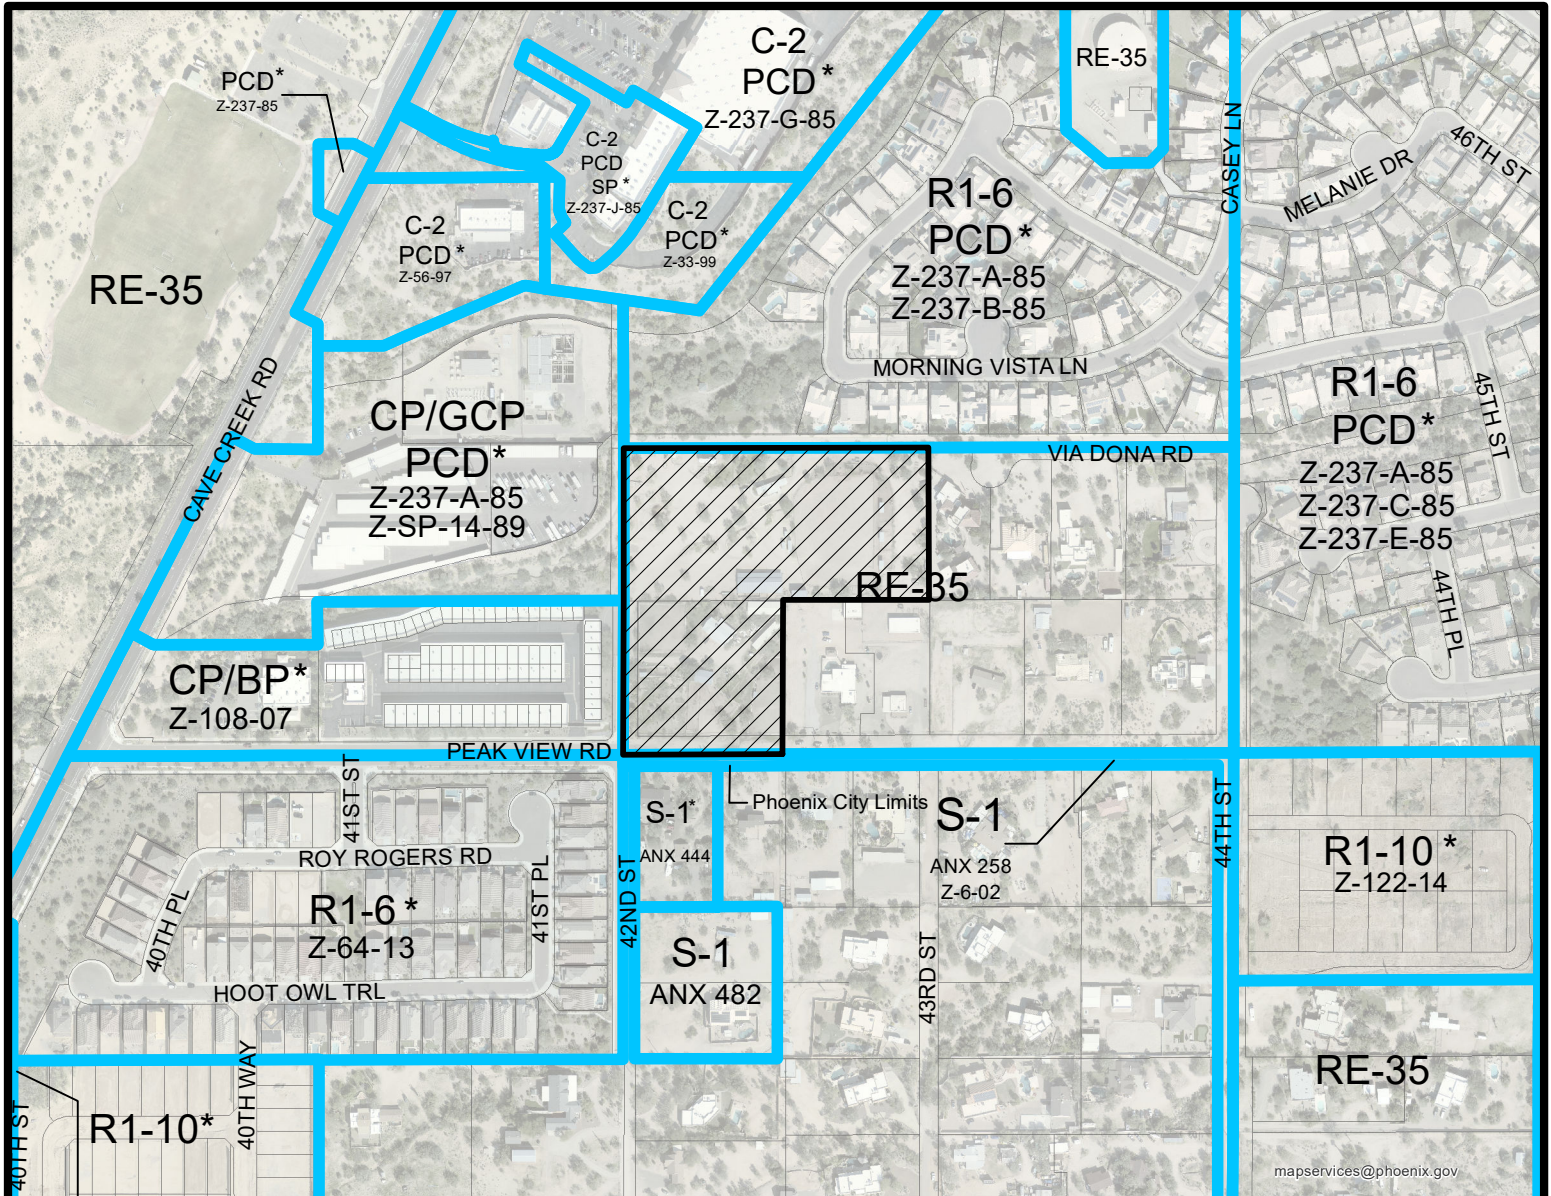 C-2
PCD*
Z-237-G-85
PCD*
Z-237-85
RE-35
C-2
PCD
SP*
Z-237-J-85
C-2
PCD*
Z-33-99
C-2
PCD*
Z-56-97
RE-35
R1-6
PCD*
Z-237-A-85
Z-237-B-85
CASEY LN
46TH ST
MELANIE DR
MORNING VISTA LN
CAVE CREEK RD
CP/GCP
PCD*
Z-237-A-85
Z-SP-14-89
VIA DONA RD
R1-6
PCD*
Z-237-A-85
Z-237-C-85
Z-237-E-85
45TH ST
44TH PL
RE-35
CP/BP*
Z-108-07
PEAK VIEW RD
41ST ST
S-1*
ANX 444
Phoenix City Limits
S-1
ANX 258
Z-6-02
44TH ST
R1-10 *
Z-122-14
ROY ROGERS RD
R1-6 *
Z-64-13
40TH PL
41ST PL
42ND ST
S-1
ANX 482
43RD ST
HOOT OWL TRL
40TH WAY
RE-35
R1-10*
40TH ST
mapservices@phoenix.gov